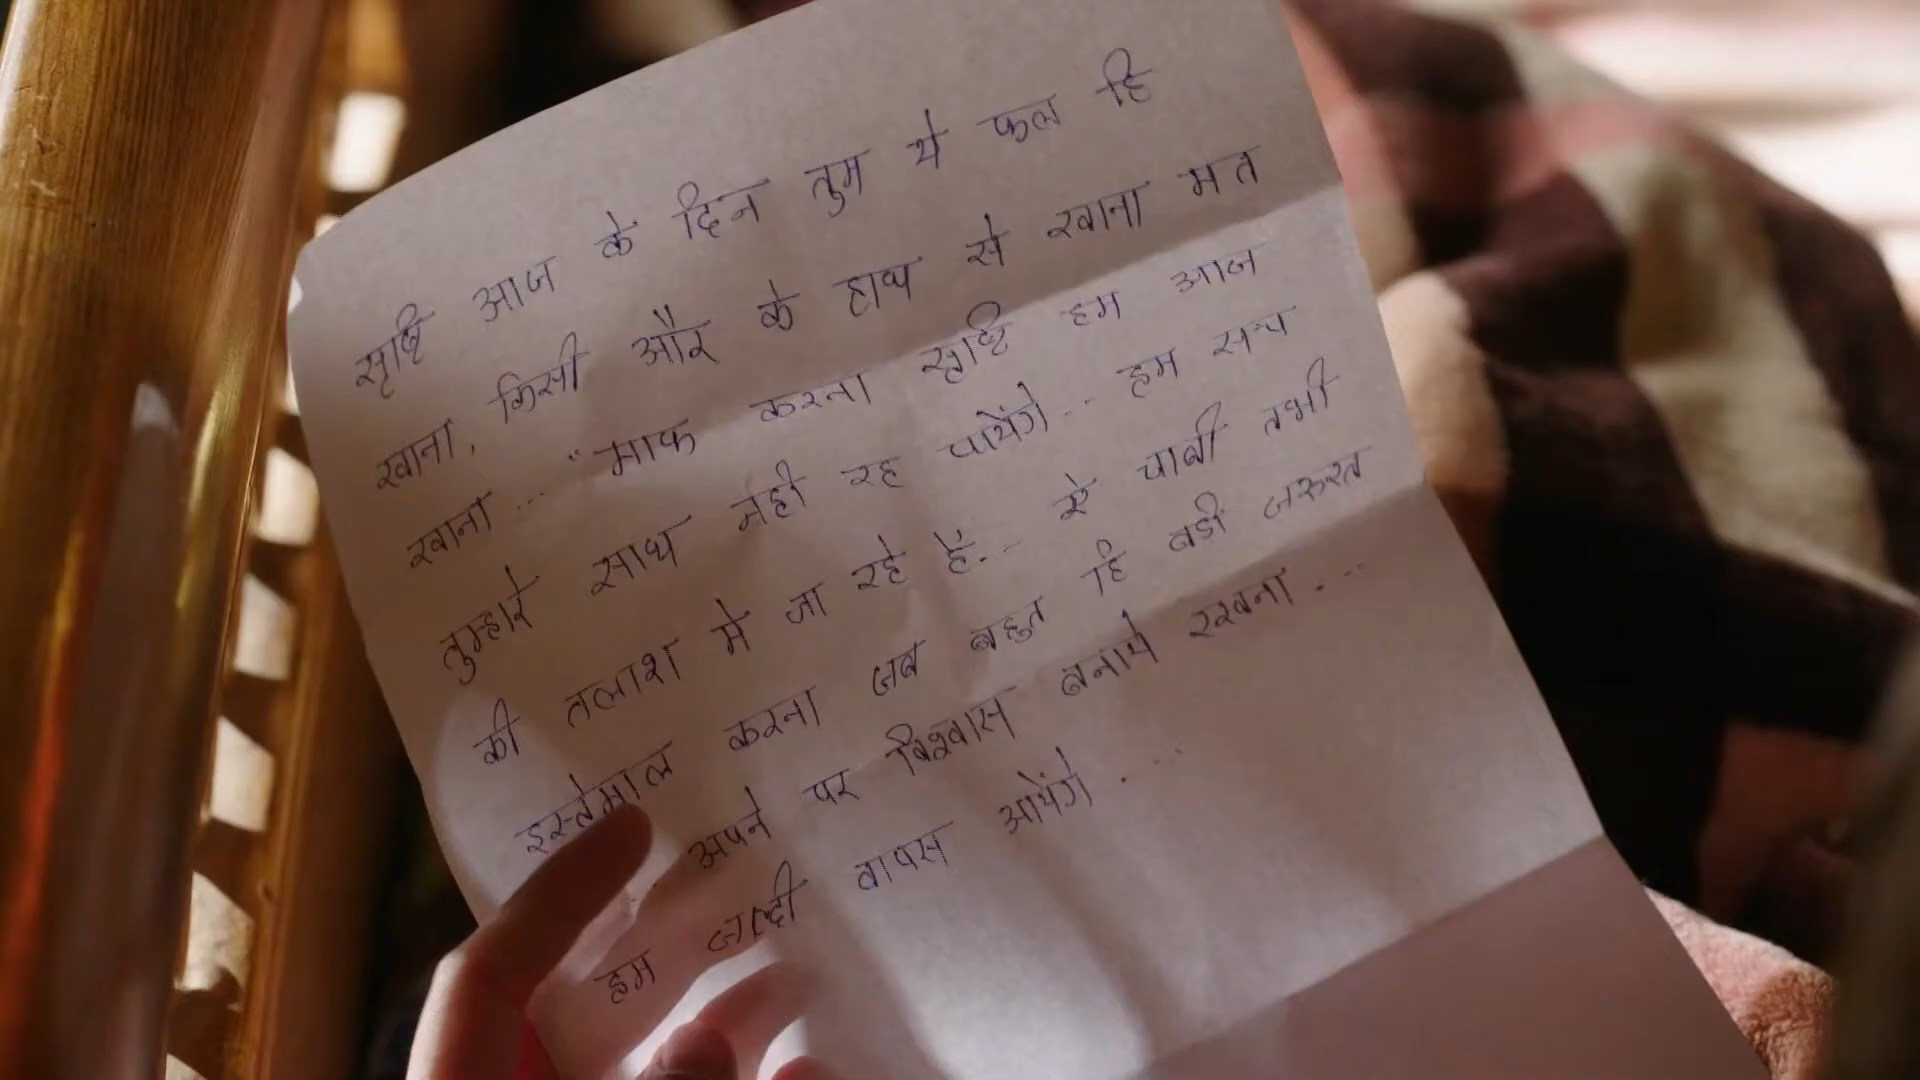 सृष्टि आज के दिन तुम ये फल हि
खाना, किसी और के हाथ से खाना मत
खाना... "माफ करना सृष्टि हम आज
तुम्हारे साथ नही रह पायेंगे... हम सच
की तलाश मे जा रहे हैं... ऐ चाबी तभी
इस्तेमाल करना जब बहुत हि बडी जरूरत
अपने पर विश्वास बनाये रखना....
हम जल्दी वापस आयेंगे....